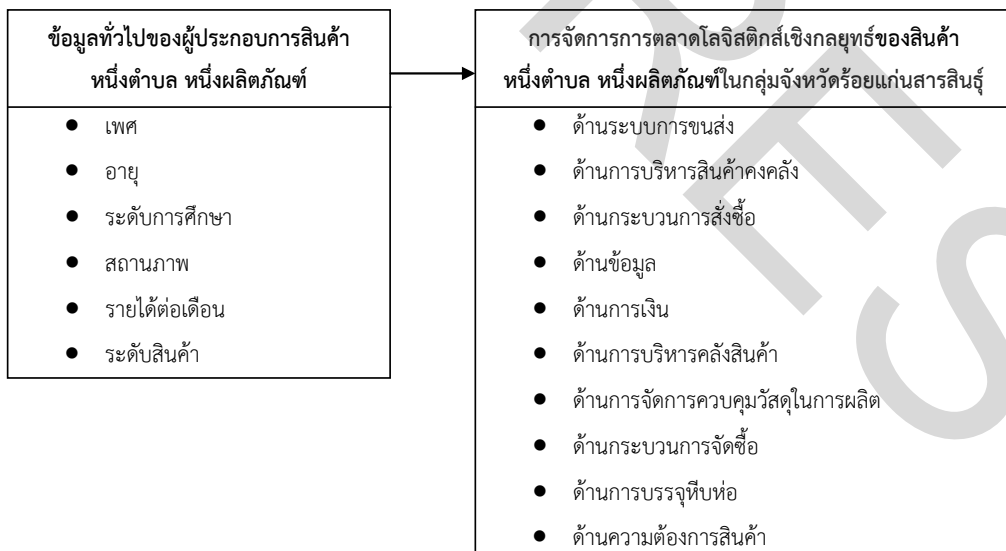 ข้อมูลทั่วไปของผู้ประกอบการสินค้า
หนึ่งตำบล หนึ่งผลิตภัณฑ์
● เพศ
● อายุ
● ระดับการศึกษา
● สถานภาพ
● รายได้ต่อเดือน
● ระดับสินค้า
การจัดการการตลาดโลจิสติกส์เชิงกลยุทธ์ของสินค้า
หนึ่งตำบล หนึ่งผลิตภัณฑ์ในกลุ่มจังหวัดร้อยแก่นสารสินธุ์
● ด้านระบบการขนส่ง
● ด้านการบริหารสินค้าคงคลัง
● ด้านกระบวนการสั่งซื้อ
● ด้านข้อมูล
● ด้านการเงิน
● ด้านการบริหารคลังสินค้า
● ด้านการจัดการควบคุมวัสดุในการผลิต
● ด้านกระบวนการจัดซื้อ
● ด้านการบรรจุหีบห่อ
● ด้านความต้องการสินค้า